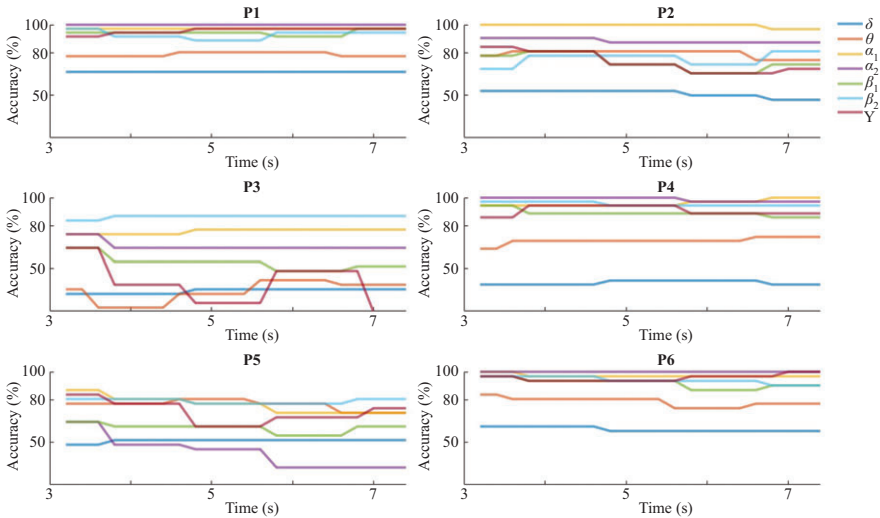 P1
Accuracy (%)
100
80
50
3
5
7
Time (s)
P2
Accuracy (%)
100
80
50
3
5
7
Time (s)
δ
θ
α₁
α₂
β₁
β₂
Y
P3
Accuracy (%)
100
80
50
3
5
7
Time (s)
P4
Accuracy (%)
100
80
50
3
5
7
Time (s)
P5
Accuracy (%)
100
80
50
3
5
7
Time (s)
P6
Accuracy (%)
100
80
50
3
5
7
Time (s)